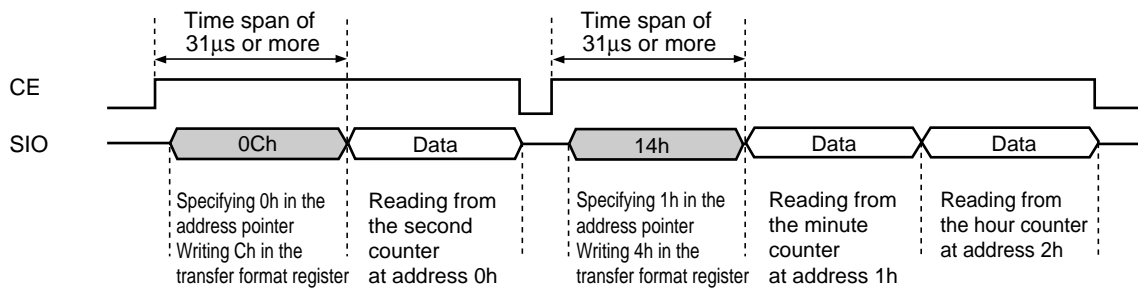 Time span of
31μs or more
Time span of
31μs or more
CE
SIO
0Ch
Data
14h
Data
Data
Specifying 0h in the
address pointer
Writing Ch in the
transfer format register
Reading from
the second
counter
at address 0h
Specifying 1h in the
address pointer
Writing 4h in the
transfer format register
Reading from
the minute
counter
at address 1h
Reading from
the hour counter
at address 2h